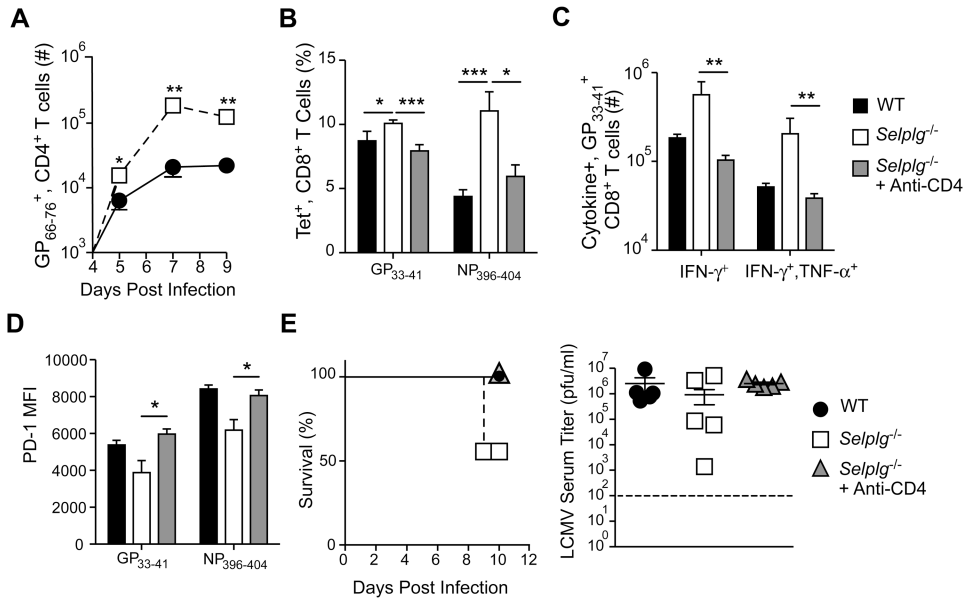 A
GP66-76+, CD4+ T cells (#)
10^6
10^5
10^4
10^3
*
**
**
4 5 6 7 8 9
Days Post Infection
B
Tet+, CD8+ T Cells (%)
15
10
5
0
* ***
*** *
GP33-41 NP396-404
C
Cytokine+, GP33-41+
CD8+ T cells (#)
10^6
10^5
10^4
**
**
IFN-γ+ IFN-γ+,TNF-α+
WT
Selplg-/-
Selplg-/-
+ Anti-CD4
D
PD-1 MFI
10000
8000
6000
4000
2000
0
*
*
GP33-41 NP396-404
E
Survival (%)
100
50
0
0 2 4 6 8 10 12
Days Post Infection
LCMV Serum Titer (pfu/ml)
10^7
10^6
10^5
10^4
10^3
10^2
10^1
10^0
WT
Selplg-/-
Selplg-/-
+ Anti-CD4